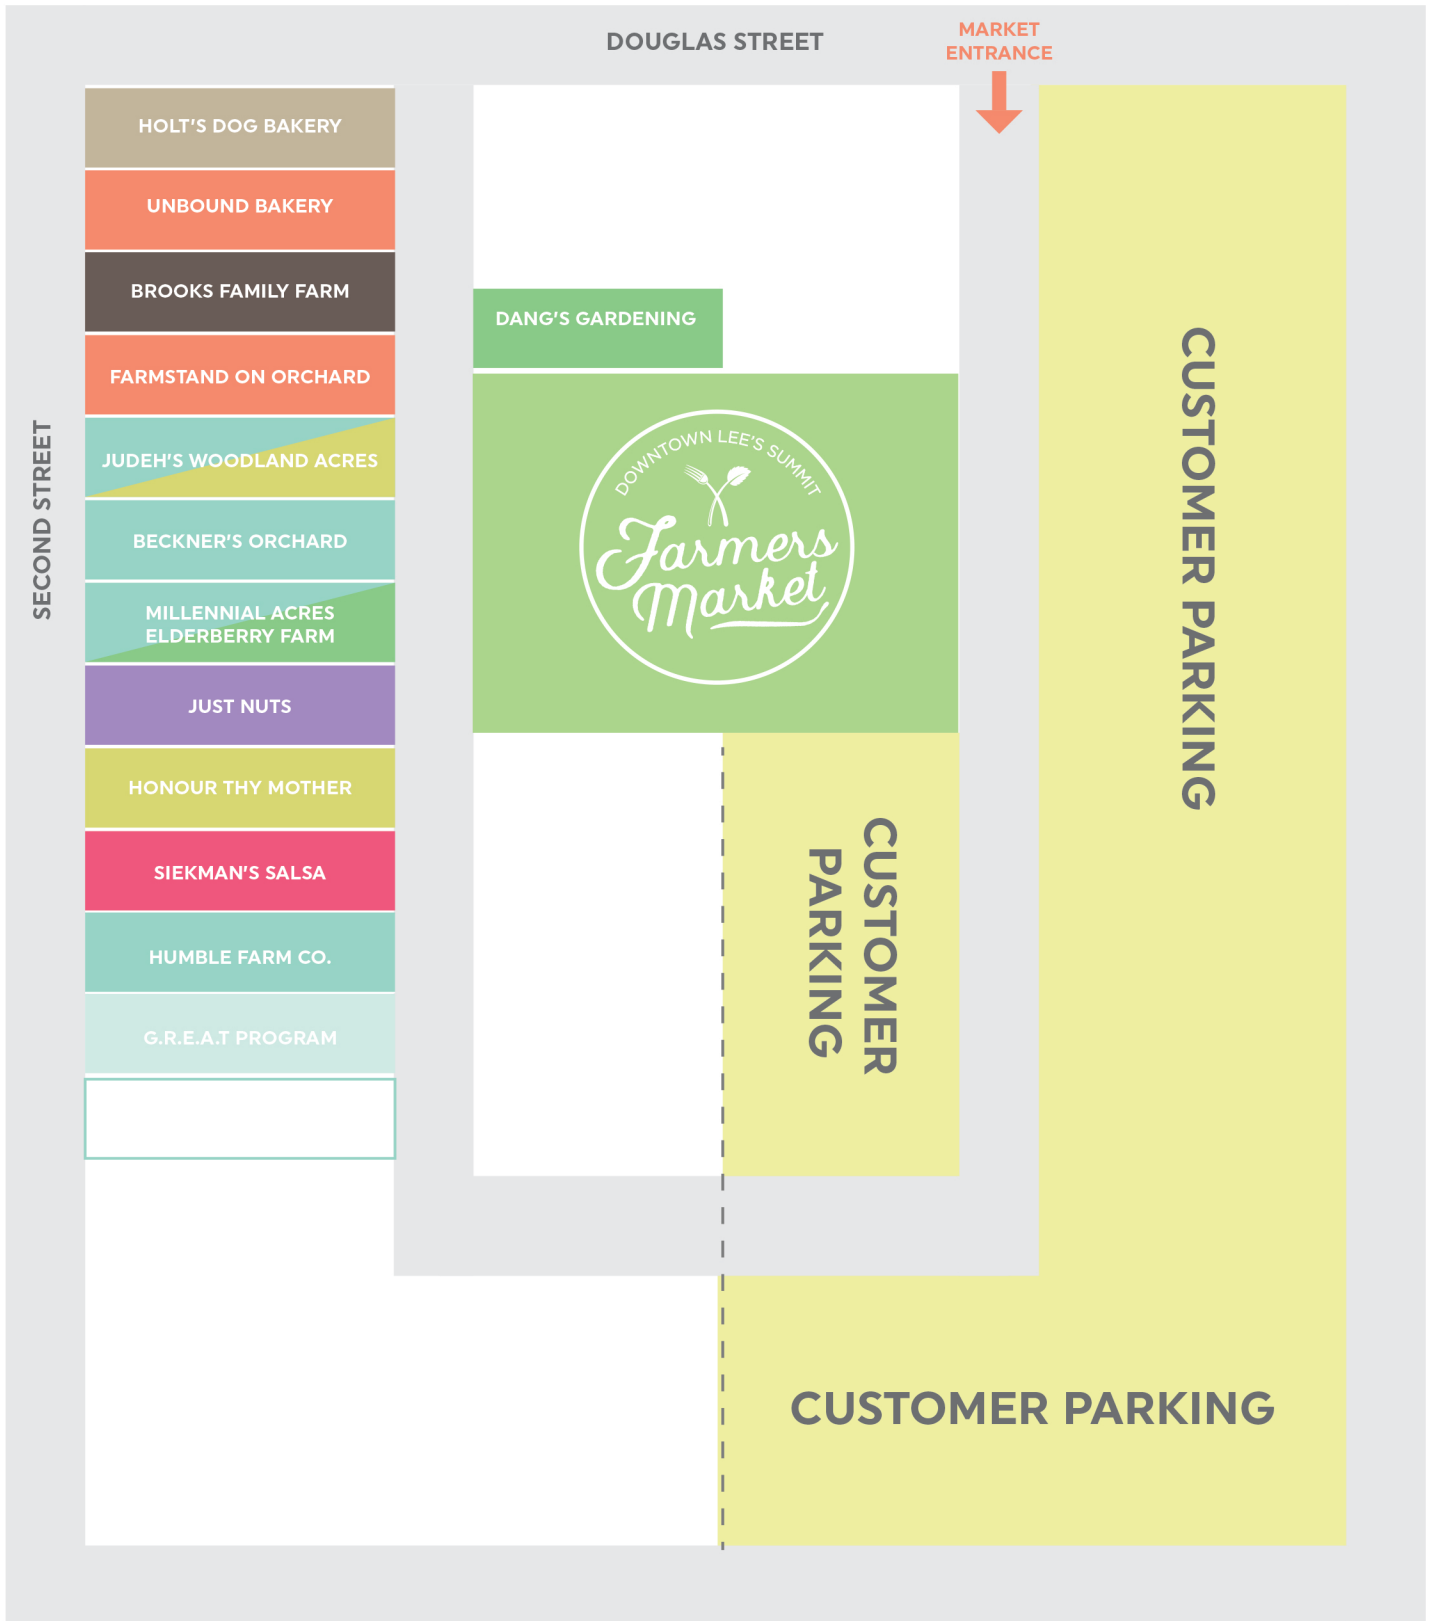 DOUGLAS STREET
MARKET
ENTRANCE
SECOND STREET
HOLT'S DOG BAKERY
UNBOUND BAKERY
BROOKS FAMILY FARM
FARMSTAND ON ORCHARD
JUDEH'S WOODLAND ACRES
BECKNER'S ORCHARD
MILLENNIAL ACRES
ELDERBERRY FARM
JUST NUTS
HONOUR THY MOTHER
SIEKMAN'S SALSA
HUMBLE FARM CO.
G.R.E.A.T PROGRAM
DANG'S GARDENING
DOWNTOWN LEE'S SUMMIT
Farmers
Market
CUSTOMER
PARKING
CUSTOMER PARKING
CUSTOMER PARKING